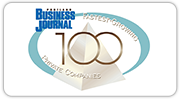 PORTLAND
BUSINESS
JOURNAL
FASTEST GROWING
100
PRIVATE COMPANIES